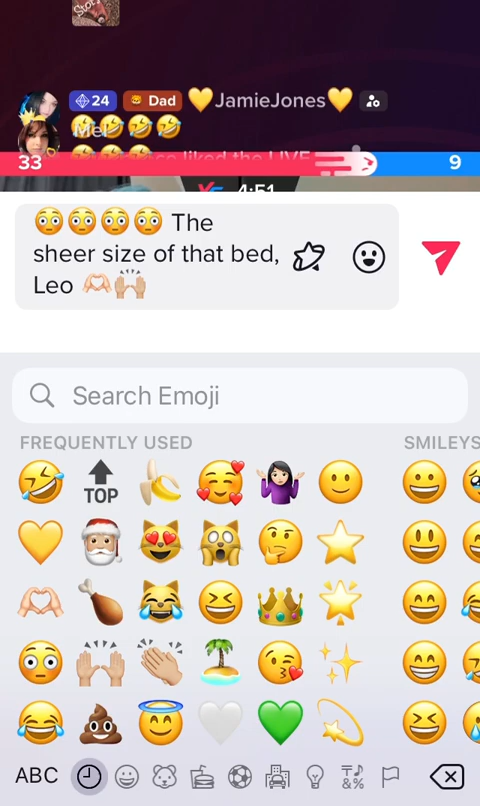 Story
24 Dad 💛JamieJones💛
🤣🤣🤣🤣
33 9
4:51
😳😳😳😳 The
sheer size of that bed,
Leo 🫶🏻🙌🏼
Search Emoji
FREQUENTLY USED SMILEYS
TOP
ABC